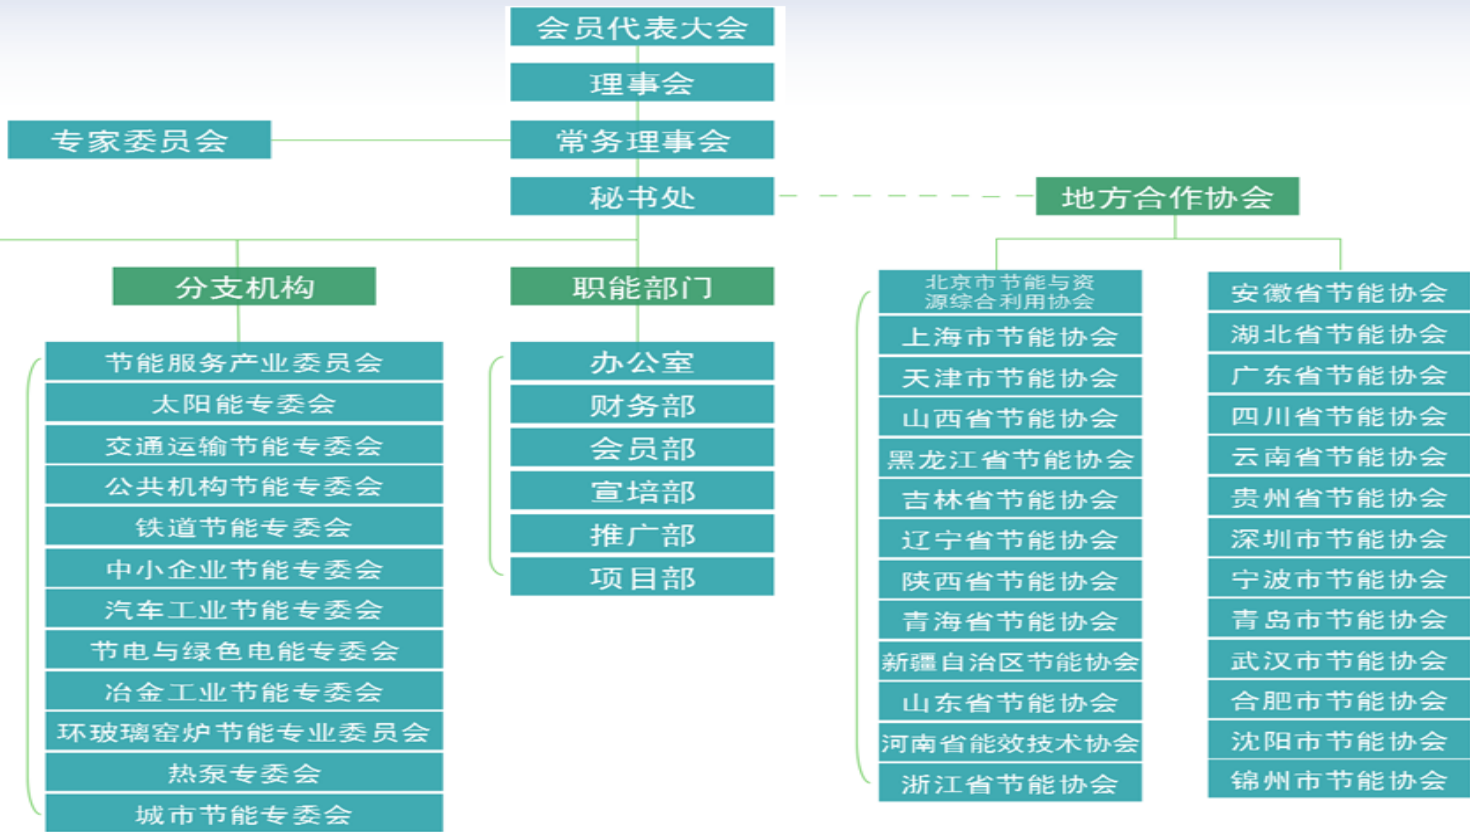 会员代表大会
理事会
专家委员会
常务理事会
秘书处
地方合作协会
分支机构
节能服务产业委员会
太阳能专委会
交通运输节能专委会
公共机构节能专委会
铁道节能专委会
中小企业节能专委会
汽车工业节能专委会
节电与绿色电能专委会
冶金工业节能专委会
环玻璃窑炉节能专业委员会
热泵专委会
城市节能专委会
职能部门
办公室
财务部
会员部
宣培部
推广部
项目部
北京市节能与资
源综合利用协会
上海市节能协会
天津市节能协会
山西省节能协会
黑龙江省节能协会
吉林省节能协会
辽宁省节能协会
陕西省节能协会
青海省节能协会
新疆自治区节能协会
山东省节能协会
河南省能效技术协会
浙江省节能协会
安徽省节能协会
湖北省节能协会
广东省节能协会
四川省节能协会
云南省节能协会
贵州省节能协会
深圳市节能协会
宁波市节能协会
青岛市节能协会
武汉市节能协会
合肥市节能协会
沈阳市节能协会
锦州市节能协会